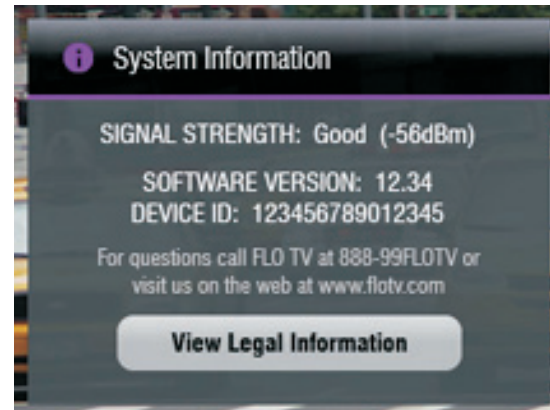 System Information
SIGNAL STRENGTH: Good (-56dBm)
SOFTWARE VERSION: 12.34
DEVICE ID: 123456789012345
For questions call FLO TV at 888-99FLOTV or
visit us on the web at www.flotv.com
View Legal Information